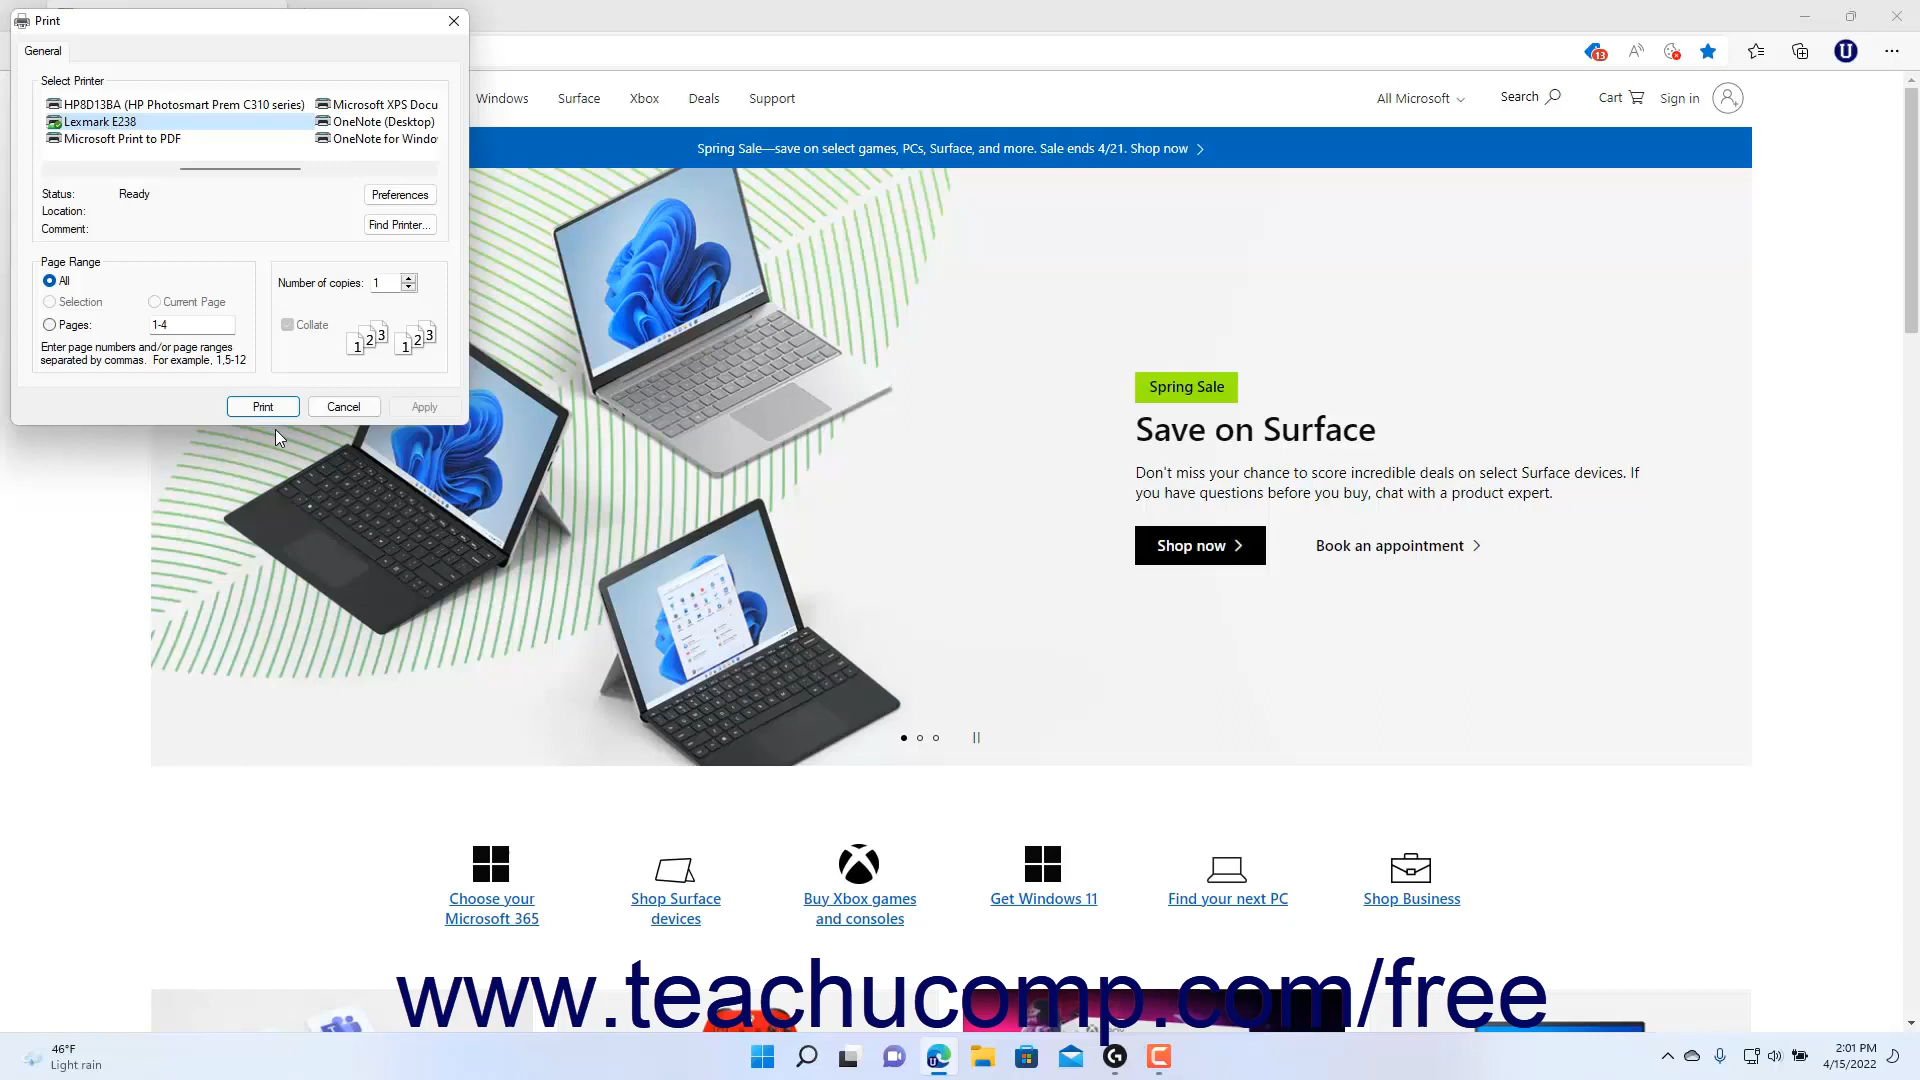 Print
General
Select Printer
HP8D13BA (HP Photosmart Prem C310 series)
Microsoft XPS Docu
Lexmark E238
OneNote (Desktop)
Microsoft Print to PDF
OneNote for Windo
Status: Ready
Preferences
Location:
Comment:
Find Printer...
Page Range
All
Selection
Current Page
Pages: 1-4
Enter page numbers and/or page ranges
separated by commas. For example, 1,5-12
Number of copies: 1
Collate
1 2 3 1 2 3
Print
Cancel
Apply
13
U
Windows
Surface
Xbox
Deals
Support
All Microsoft
Search
Cart
Sign in
Spring Sale—save on select games, PCs, Surface, and more. Sale ends 4/21. Shop now
Spring Sale
Save on Surface
Don't miss your chance to score incredible deals on select Surface devices. If
you have questions before you buy, chat with a product expert.
Shop now
Book an appointment
Choose your
Microsoft 365
Shop Surface
devices
Buy Xbox games
and consoles
Get Windows 11
Find your next PC
Shop Business
www.teachucomp.com/free
46°F
Light rain
2:01 PM
4/15/2022